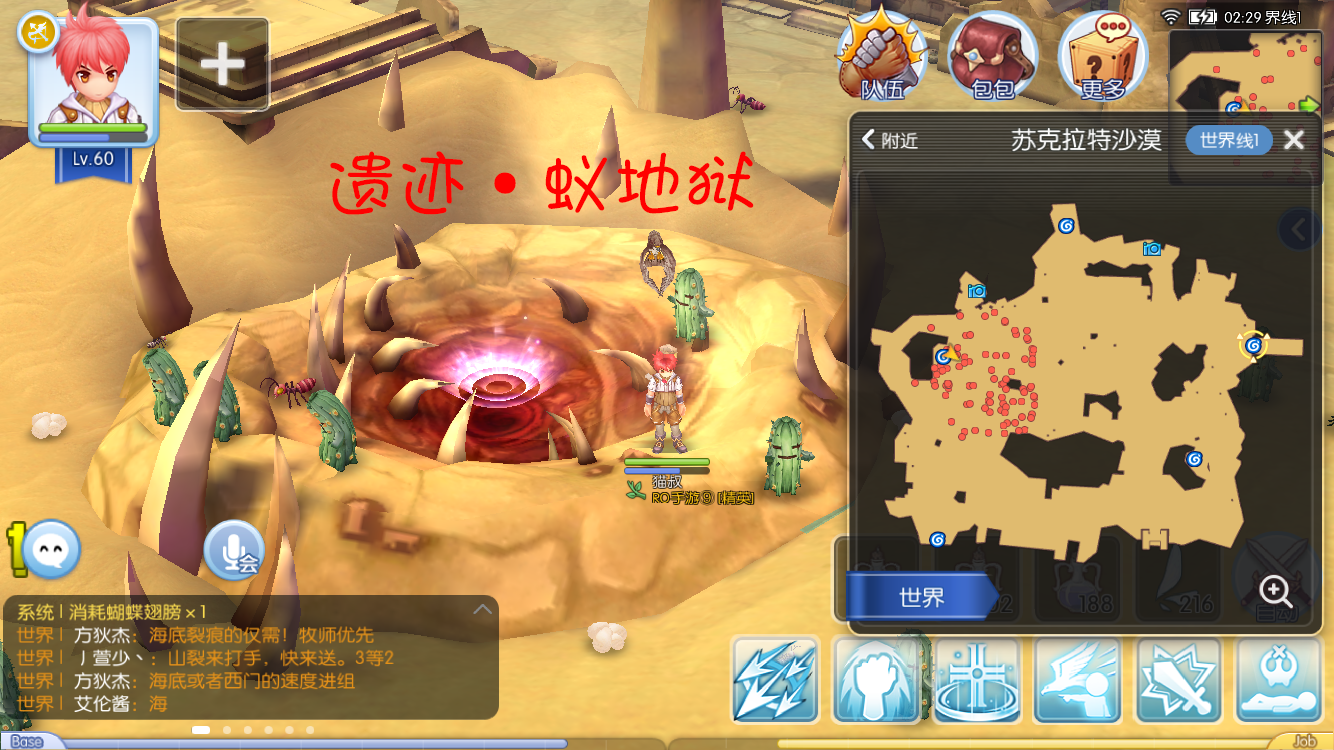 02:29 界线1
队伍
包包
更多
Lv.60
附近
苏克拉特沙漠
世界线1
遗迹·蚁地狱
猫叔
RO手游⑨ [精英]
会
系统 | 消耗蝴蝶翅膀×1
世界 | 方狄杰：海底裂痕的仅需！牧师优先
世界 | 丿萱少丶：山裂来打手，快来送。3等2
世界 | 方狄杰：海底或者西门的速度进组
世界 | 艾伦酱：海
世界
188
216
自动
Base
Job